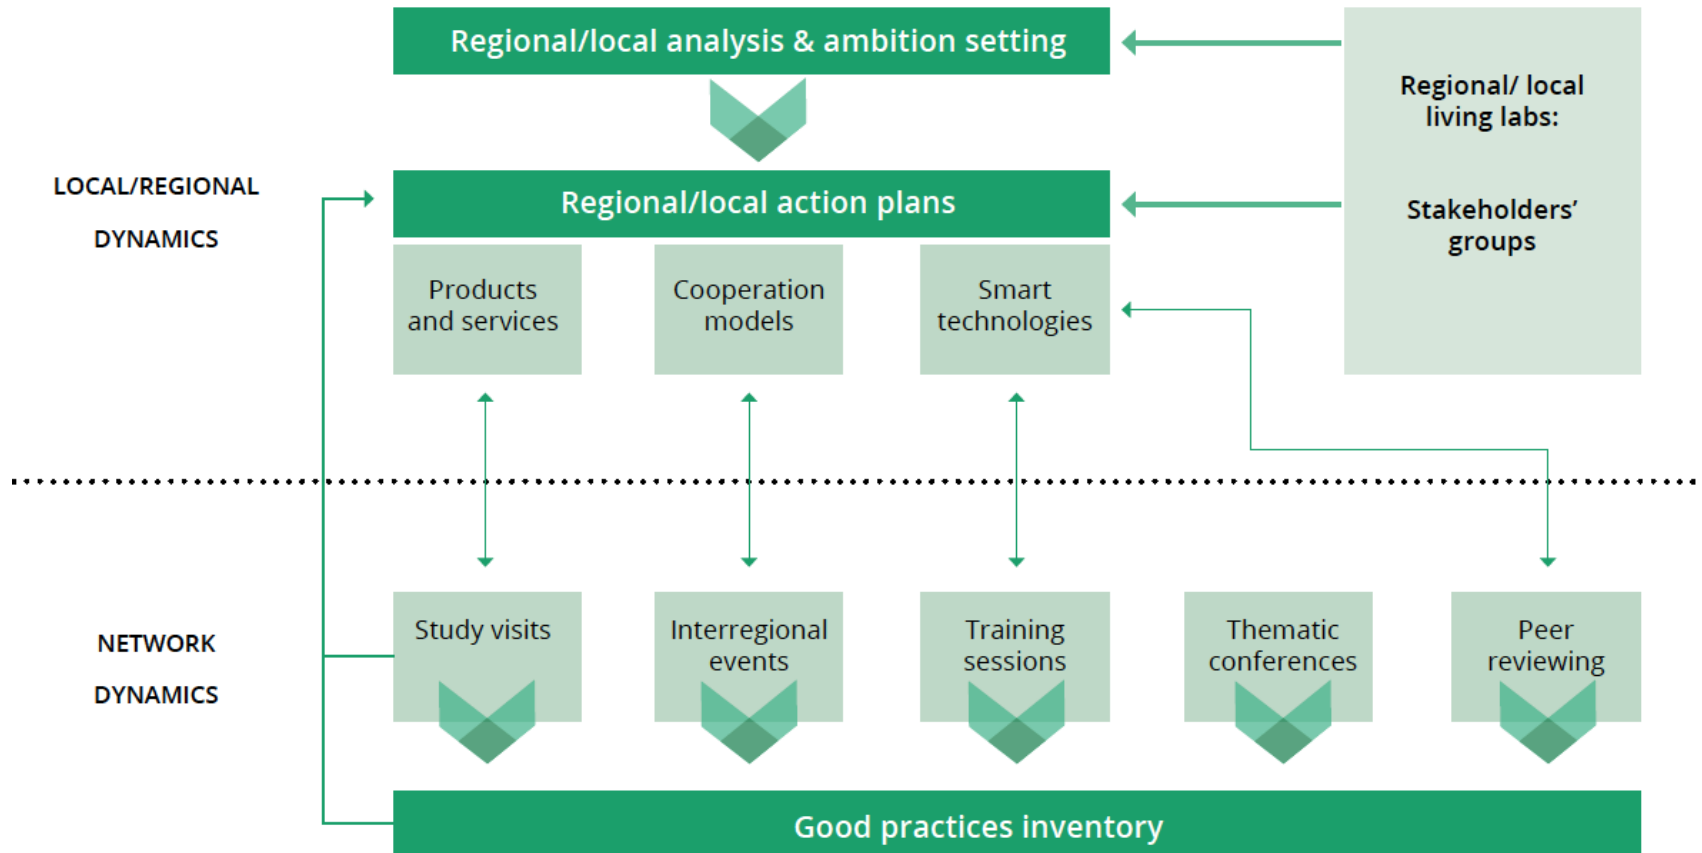 Regional/local analysis & ambition setting
Regional/ local
living labs:
Stakeholders’
groups
LOCAL/REGIONAL
DYNAMICS
Regional/local action plans
Products
and services
Cooperation
models
Smart
technologies
NETWORK
DYNAMICS
Study visits
Interregional
events
Training
sessions
Thematic
conferences
Peer
reviewing
Good practices inventory